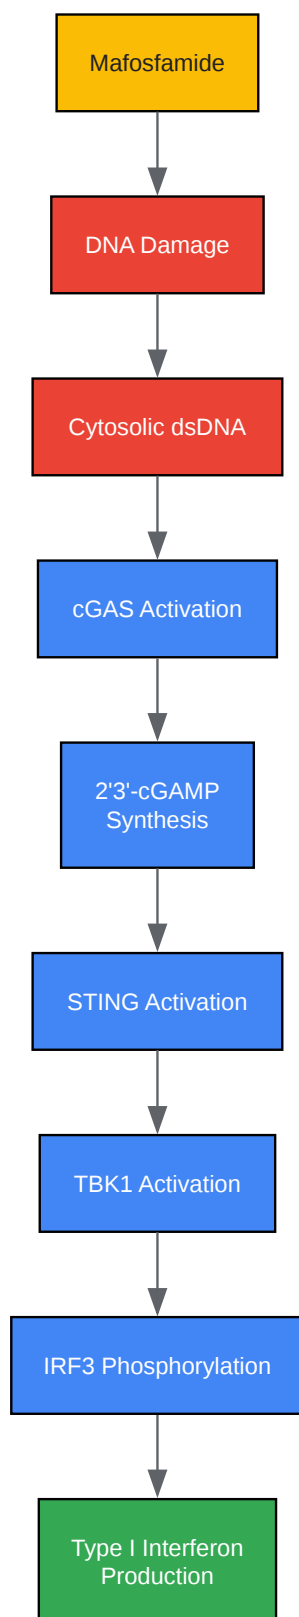 Mafosfamide
DNA Damage
Cytosolic dsDNA
cGAS Activation
2'3'-cGAMP
Synthesis
STING Activation
TBK1 Activation
IRF3 Phosphorylation
Type I Interferon
Production